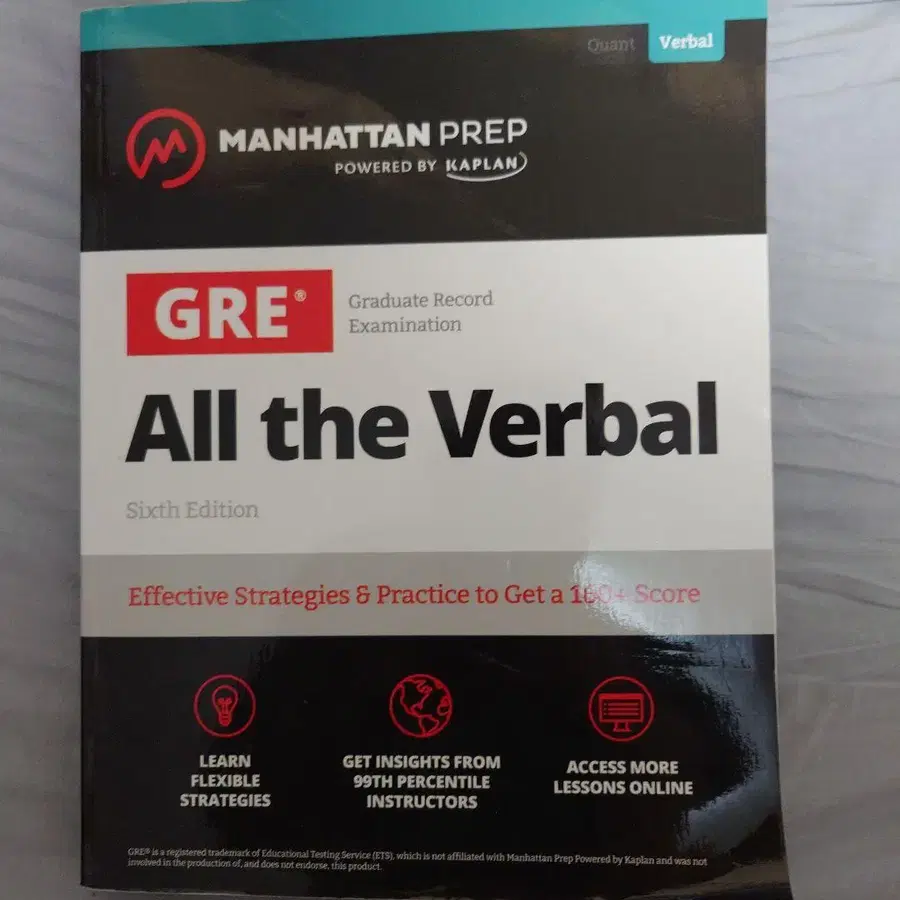 Quant Verbal
MANHATTAN PREP
POWERED BY KAPLAN
GRE®
Graduate Record
Examination
All the Verbal
Sixth Edition
Effective Strategies & Practice to Get a 160+ Score
LEARN
FLEXIBLE
STRATEGIES
GET INSIGHTS FROM
99TH PERCENTILE
INSTRUCTORS
ACCESS MORE
LESSONS ONLINE
GRE® is a registered trademark of Educational Testing Service (ETS), which is not affiliated with Manhattan Prep Powered by Kaplan and was not
involved in the production of, and does not endorse, this product.